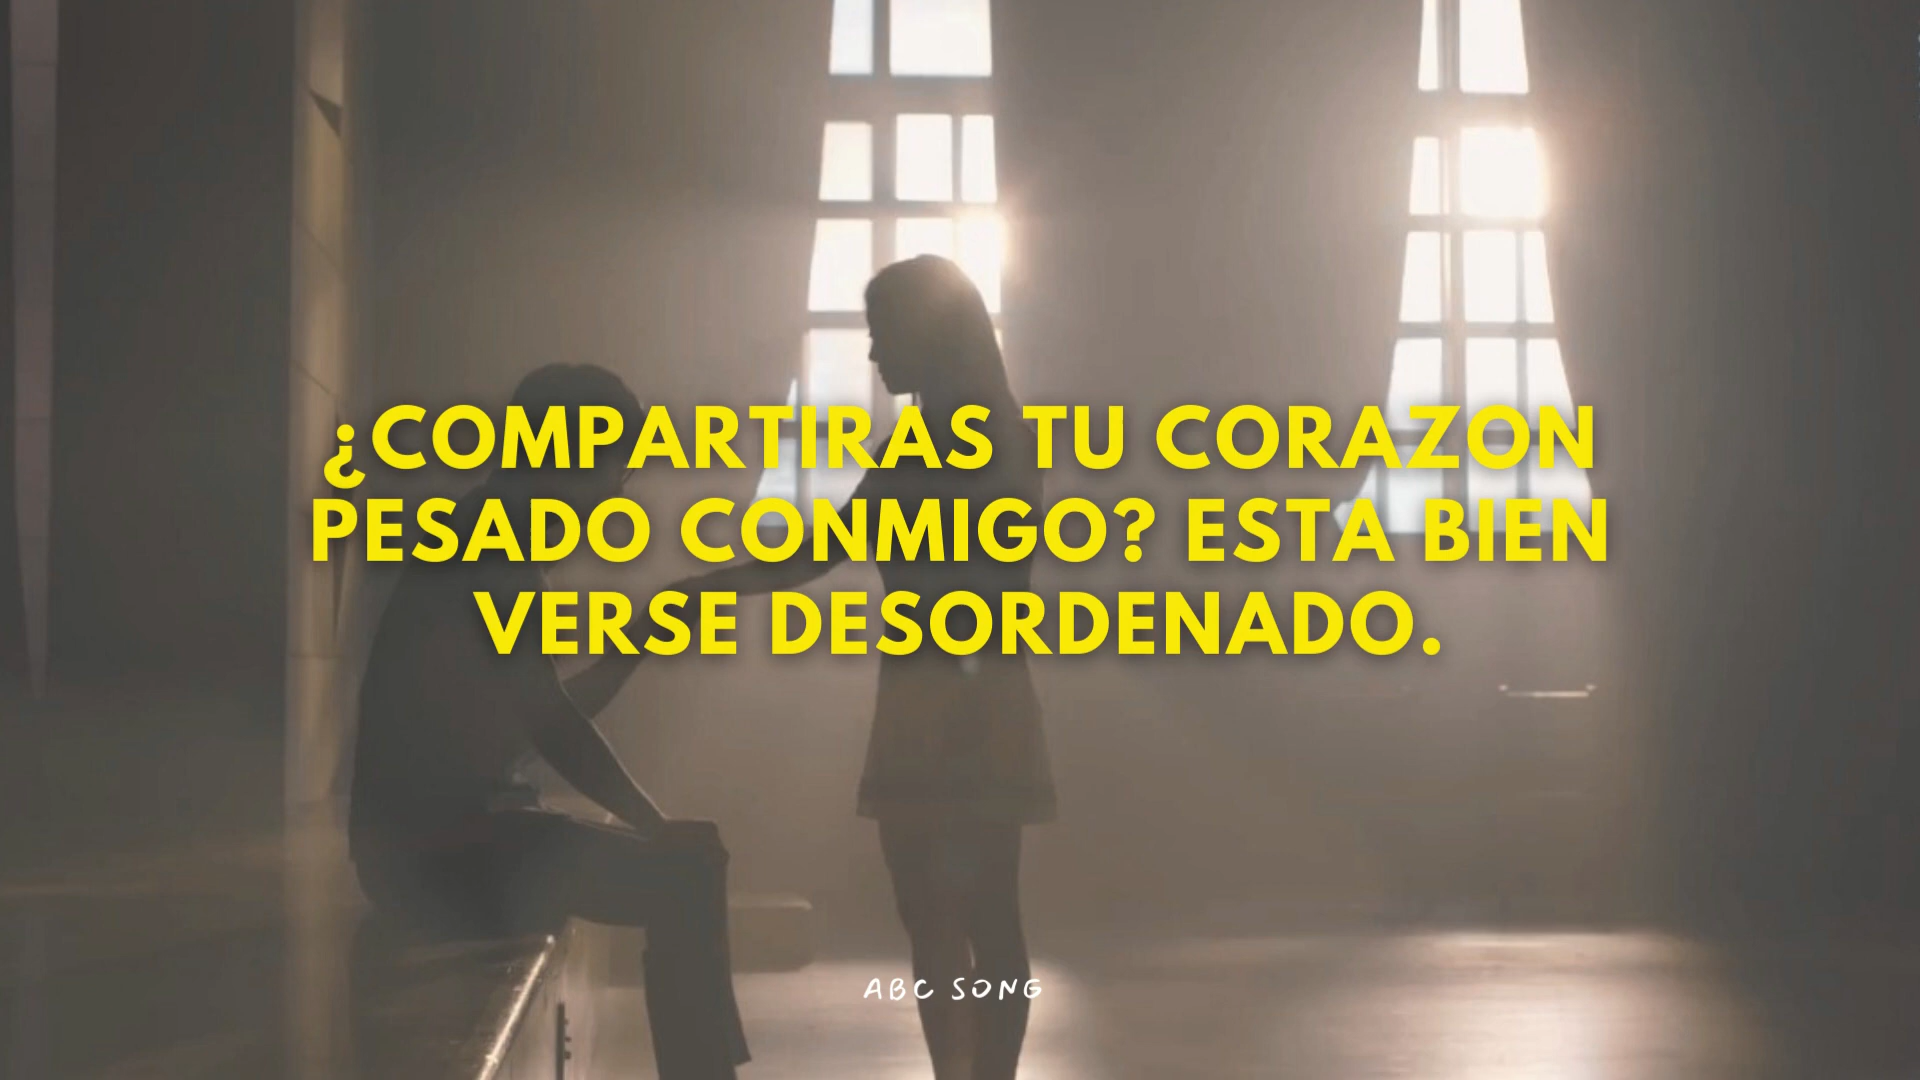 ¿COMPARTIRAS TU CORAZON
PESADO CONMIGO? ESTA BIEN
VERSE DESORDENADO.
ABC SONG